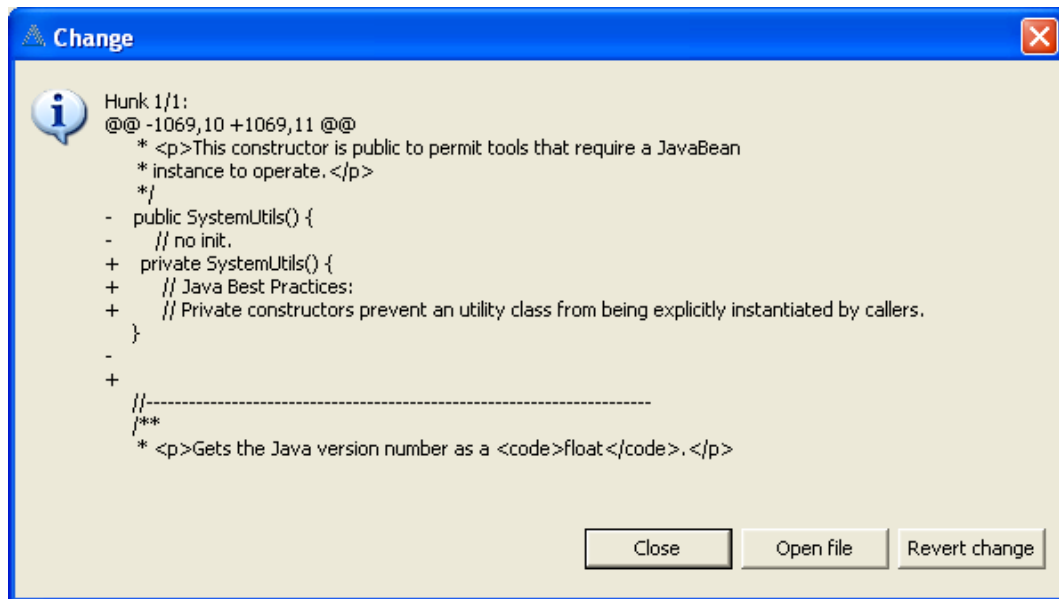 Change
Hunk 1/1:
@@ -1069,10 +1069,11 @@
* <p>This constructor is public to permit tools that require a JavaBean
* instance to operate.</p>
*/
- public SystemUtils() {
- // no init.
+ private SystemUtils() {
+ // Java Best Practices:
+ // Private constructors prevent an utility class from being explicitly instantiated by callers.
}
-
+
//-----------------------------------------------------------------------
/**
* <p>Gets the Java version number as a <code>float</code>.</p>
Close Open file Revert change